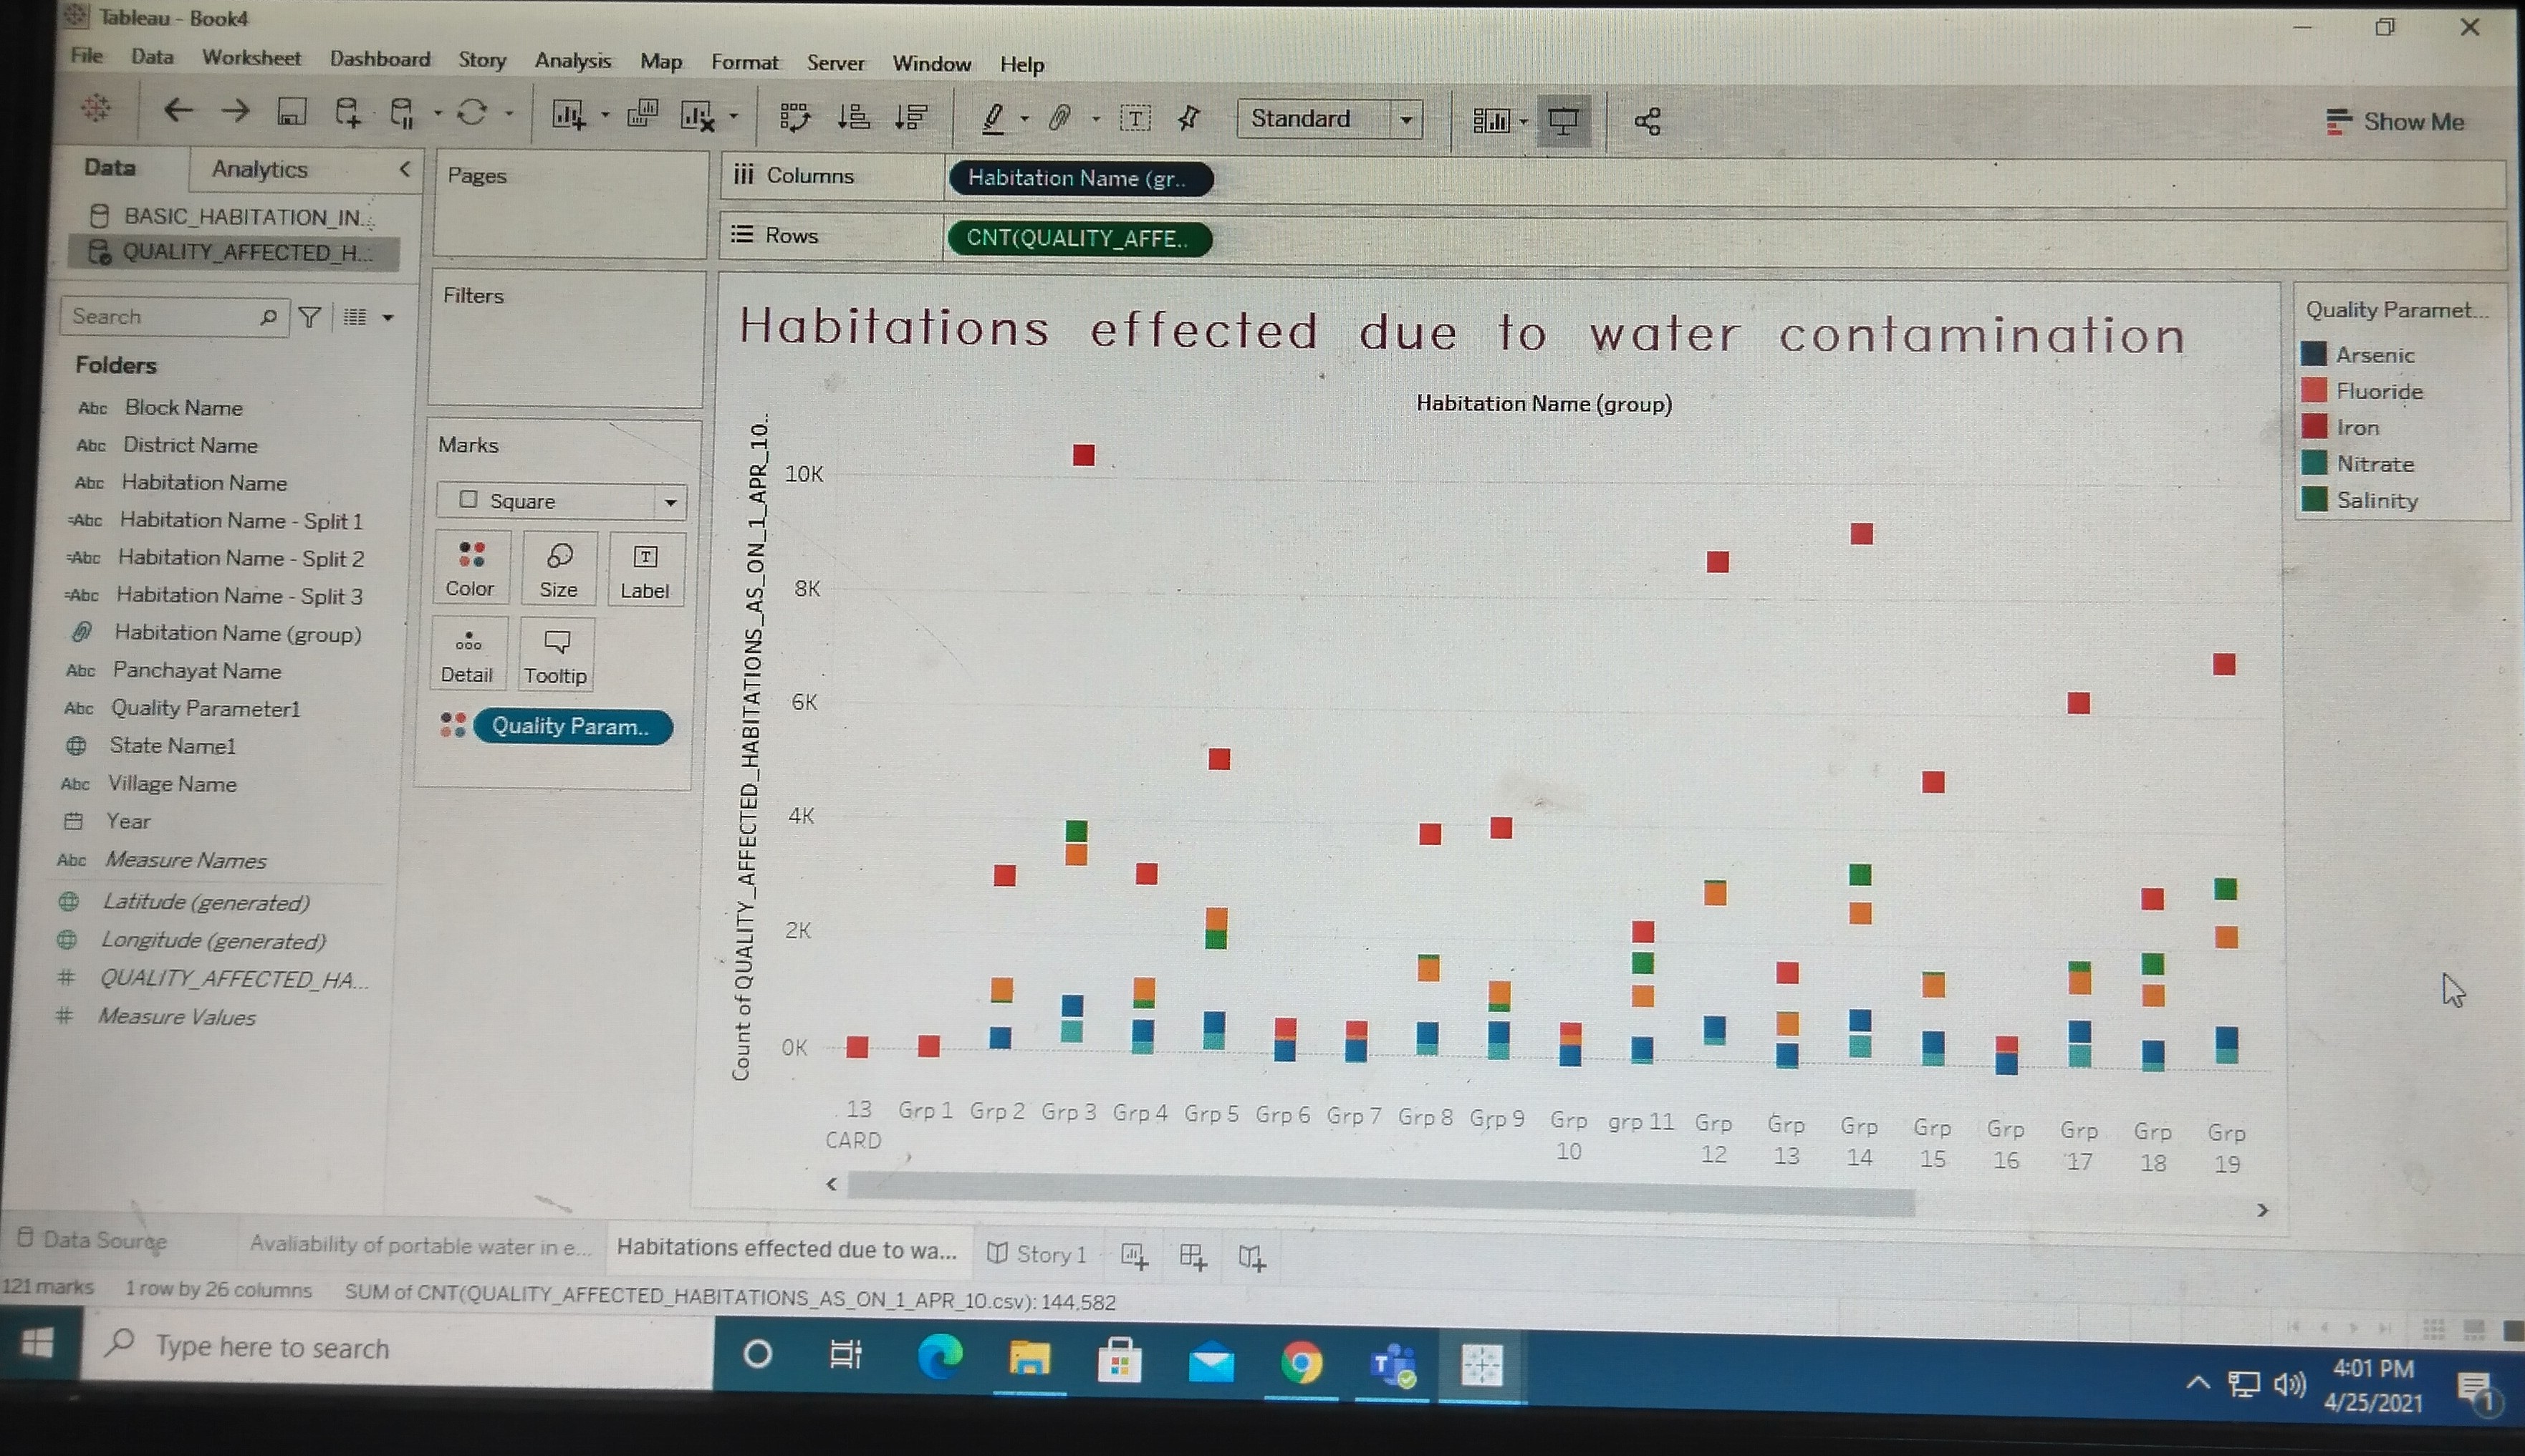 Tableau - Book4
File Data Worksheet Dashboard Story Analysis Map Format Server Window Help
Standard
Show Me
Data Analytics
BASIC_HABITATION_IN...
QUALITY_AFFECTED_H...
Search
Folders
Abc Block Name
Abc District Name
Abc Habitation Name
=Abc Habitation Name - Split 1
=Abc Habitation Name - Split 2
=Abc Habitation Name - Split 3
Habitation Name (group)
Abc Panchayat Name
Abc Quality Parameter1
State Name1
Abc Village Name
Year
Abc Measure Names
Latitude (generated)
Longitude (generated)
# QUALITY_AFFECTED_HA...
# Measure Values
Pages
Filters
Marks
Square
Color Size Label
Detail Tooltip
Quality Param..
Columns Habitation Name (gr..
Rows CNT(QUALITY_AFFE..
Habitations effected due to water contamination
Habitation Name (group)
Count of QUALITY_AFFECTED_HABITATIONS_AS_ON_1_APR_10..
10K
8K
6K
4K
2K
0K
13 CARD
Grp 1
Grp 2
Grp 3
Grp 4
Grp 5
Grp 6
Grp 7
Grp 8
Grp 9
Grp 10
grp 11
Grp 12
Grp 13
Grp 14
Grp 15
Grp 16
Grp 17
Grp 18
Grp 19
Quality Paramet...
Arsenic
Fluoride
Iron
Nitrate
Salinity
Data Source Avaliability of portable water in e... Habitations effected due to wa... Story 1
121 marks 1 row by 26 columns SUM of CNT(QUALITY_AFFECTED_HABITATIONS_AS_ON_1_APR_10.csv): 144,582
Type here to search
4:01 PM
4/25/2021
1